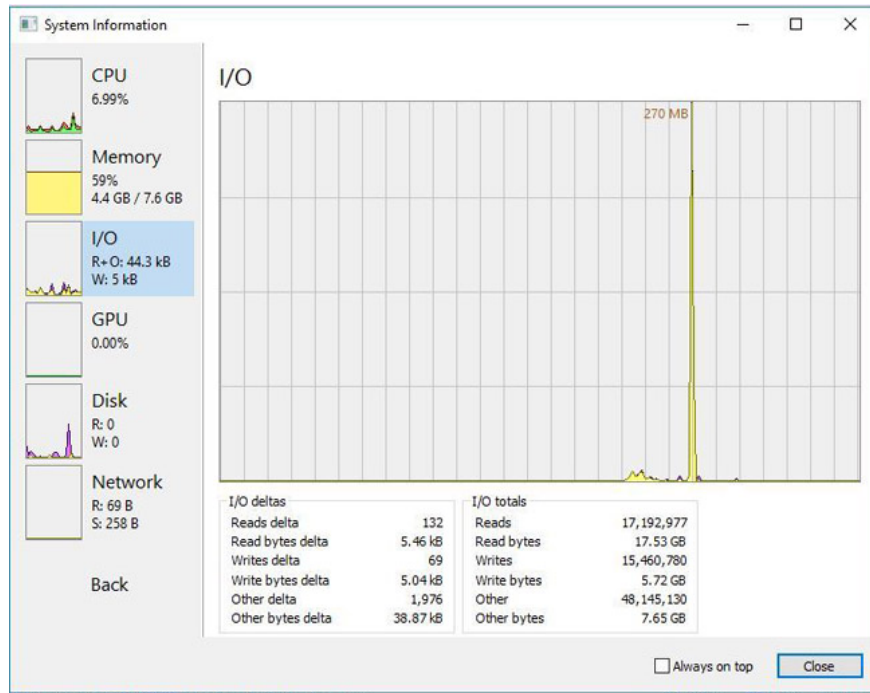 System Information
CPU
6.99%
Memory
59%
4.4 GB / 7.6 GB
I/O
R+O: 44.3 kB
W: 5 kB
GPU
0.00%
Disk
R: 0
W: 0
Network
R: 69 B
S: 258 B
Back
I/O
270 MB
I/O deltas
Reads delta 132
Read bytes delta 5.46 kB
Writes delta 69
Write bytes delta 5.04 kB
Other delta 1,976
Other bytes delta 38.87 kB
I/O totals
Reads 17,192,977
Read bytes 17.53 GB
Writes 15,460,780
Write bytes 5.72 GB
Other 48,145,130
Other bytes 7.65 GB
Always on top
Close